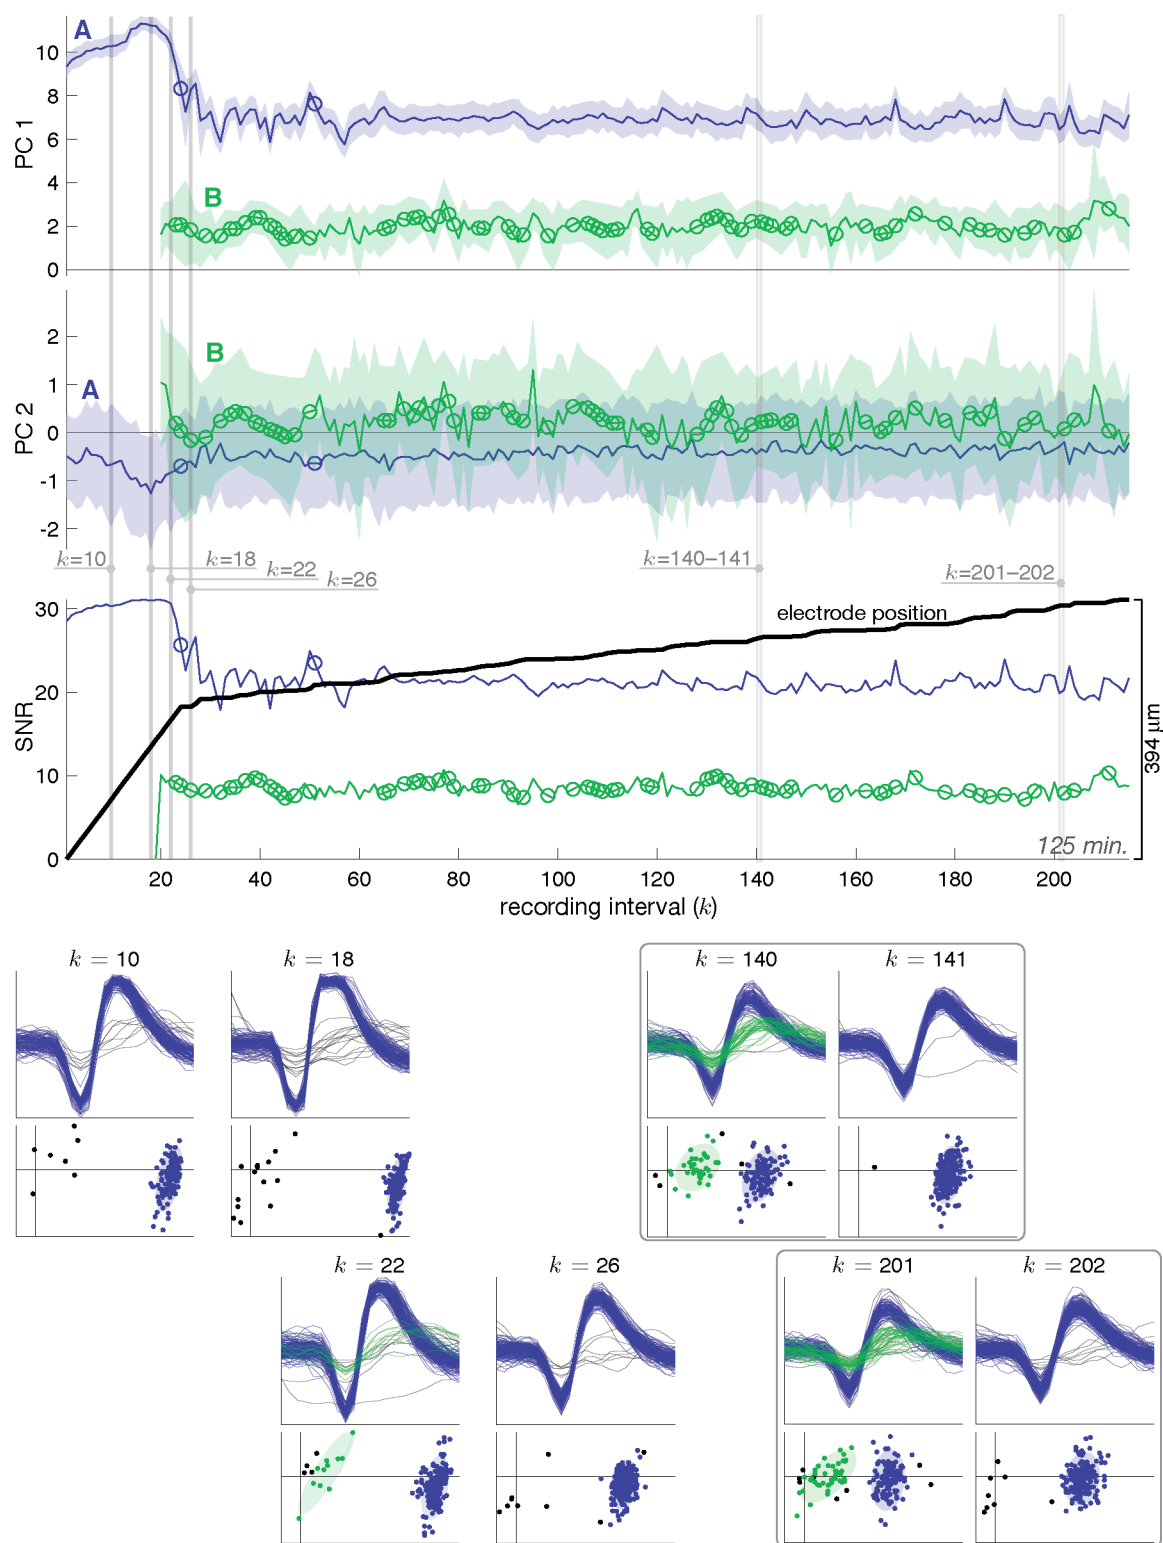 A
10
8
6
4
2
0
PC 1
B
2
1
0
-1
-2
PC 2
B
A
k=10
k=18
k=22
k=26
k=140–141
k=201–202
30
20
10
0
SNR
electrode position
394 μm
125 min.
20 40 60 80 100 120 140 160 180 200
recording interval (k)
k = 10 k = 18 k = 140 k = 141
k = 22 k = 26 k = 201 k = 202